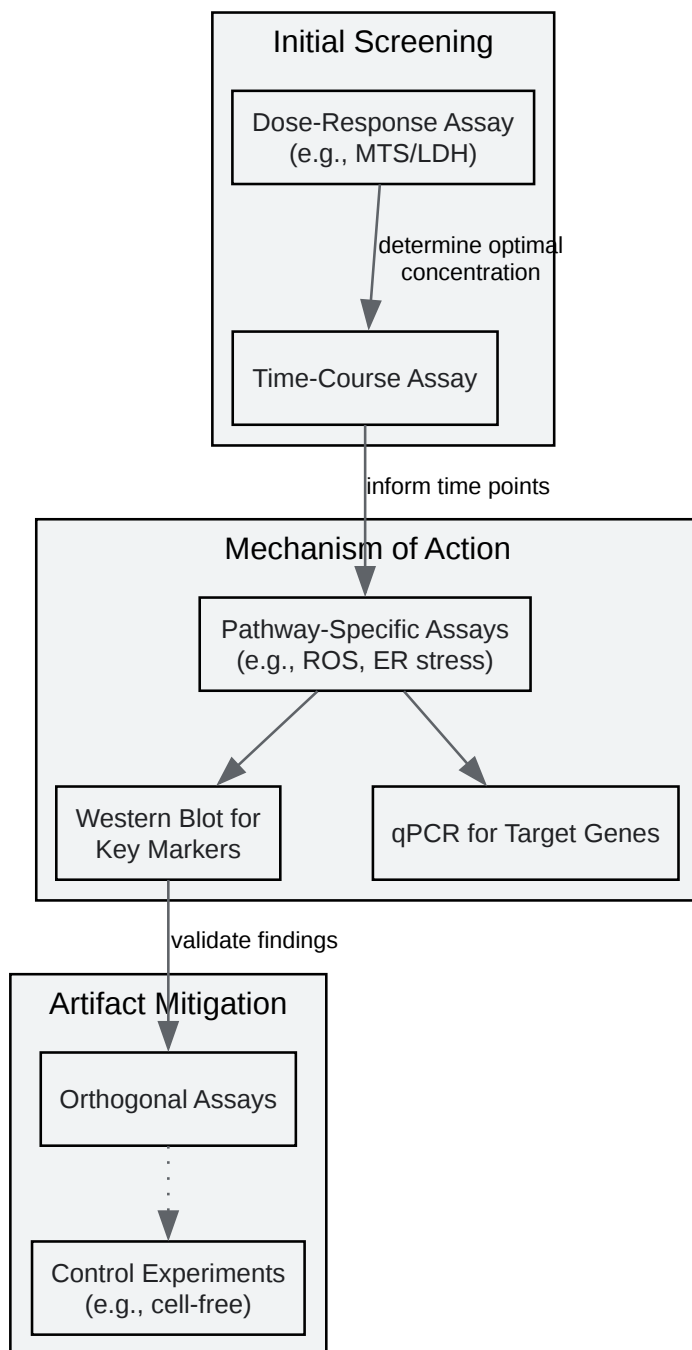 Initial Screening
Dose-Response Assay
(e.g., MTS/LDH)
determine optimal
concentration
Time-Course Assay
inform time points
Mechanism of Action
Pathway-Specific Assays
(e.g., ROS, ER stress)
Western Blot for
Key Markers
qPCR for Target Genes
validate findings
Artifact Mitigation
Orthogonal Assays
Control Experiments
(e.g., cell-free)